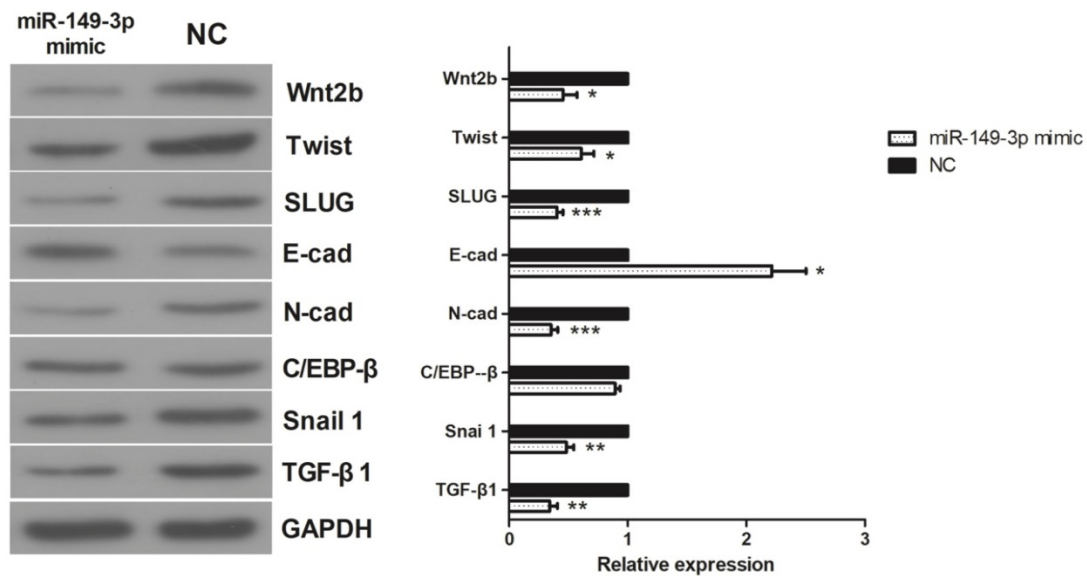 miR-149-3p
mimic
NC
Wnt2b
Twist
SLUG
E-cad
N-cad
C/EBP-β
Snail 1
TGF-β 1
GAPDH
Wnt2b
*
Twist
*
SLUG
***
E-cad
*
N-cad
***
C/EBP--β
Snai 1
**
TGF-β1
**
0
1
2
3
Relative expression
miR-149-3p mimic
NC